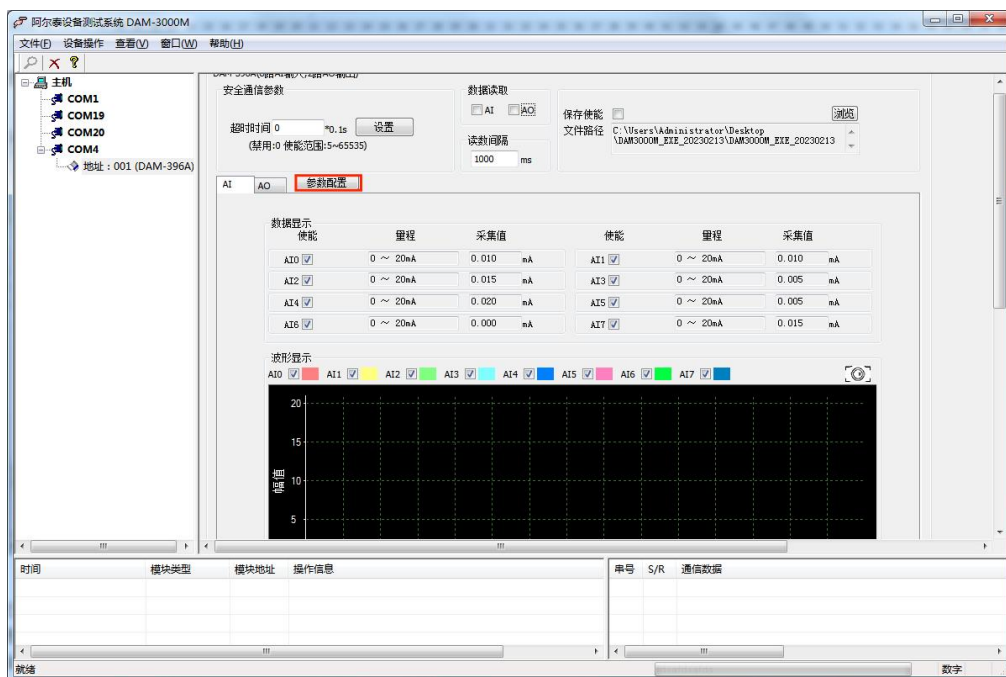 阿尔泰设备测试系统 DAM-3000M
文件(F) 设备操作 查看(V) 窗口(W) 帮助(H)
主机
COM1
COM19
COM20
COM4
地址：001 (DAM-396A)
安全通信参数
超时时间 0 *0.1s 设置
(禁用:0 使能范围:5~65535)
数据读取
AI AO
读数间隔
1000 ms
保存使能 浏览
文件路径 C:\Users\Administrator\Desktop
\DAM3000M_EXE_20230213\DAM3000M_EXE_20230213
AI AO 参数配置
数据显示
使能 量程 采集值 使能 量程 采集值
AI0 0 ～ 20mA 0.010 mA AI1 0 ～ 20mA 0.010 mA
AI2 0 ～ 20mA 0.015 mA AI3 0 ～ 20mA 0.005 mA
AI4 0 ～ 20mA 0.020 mA AI5 0 ～ 20mA 0.005 mA
AI6 0 ～ 20mA 0.000 mA AI7 0 ～ 20mA 0.015 mA
波形显示
AI0 AI1 AI2 AI3 AI4 AI5 AI6 AI7
20
15
幅值
10
5
时间 模块类型 模块地址 操作信息 串号 S/R 通信数据
就绪 数字